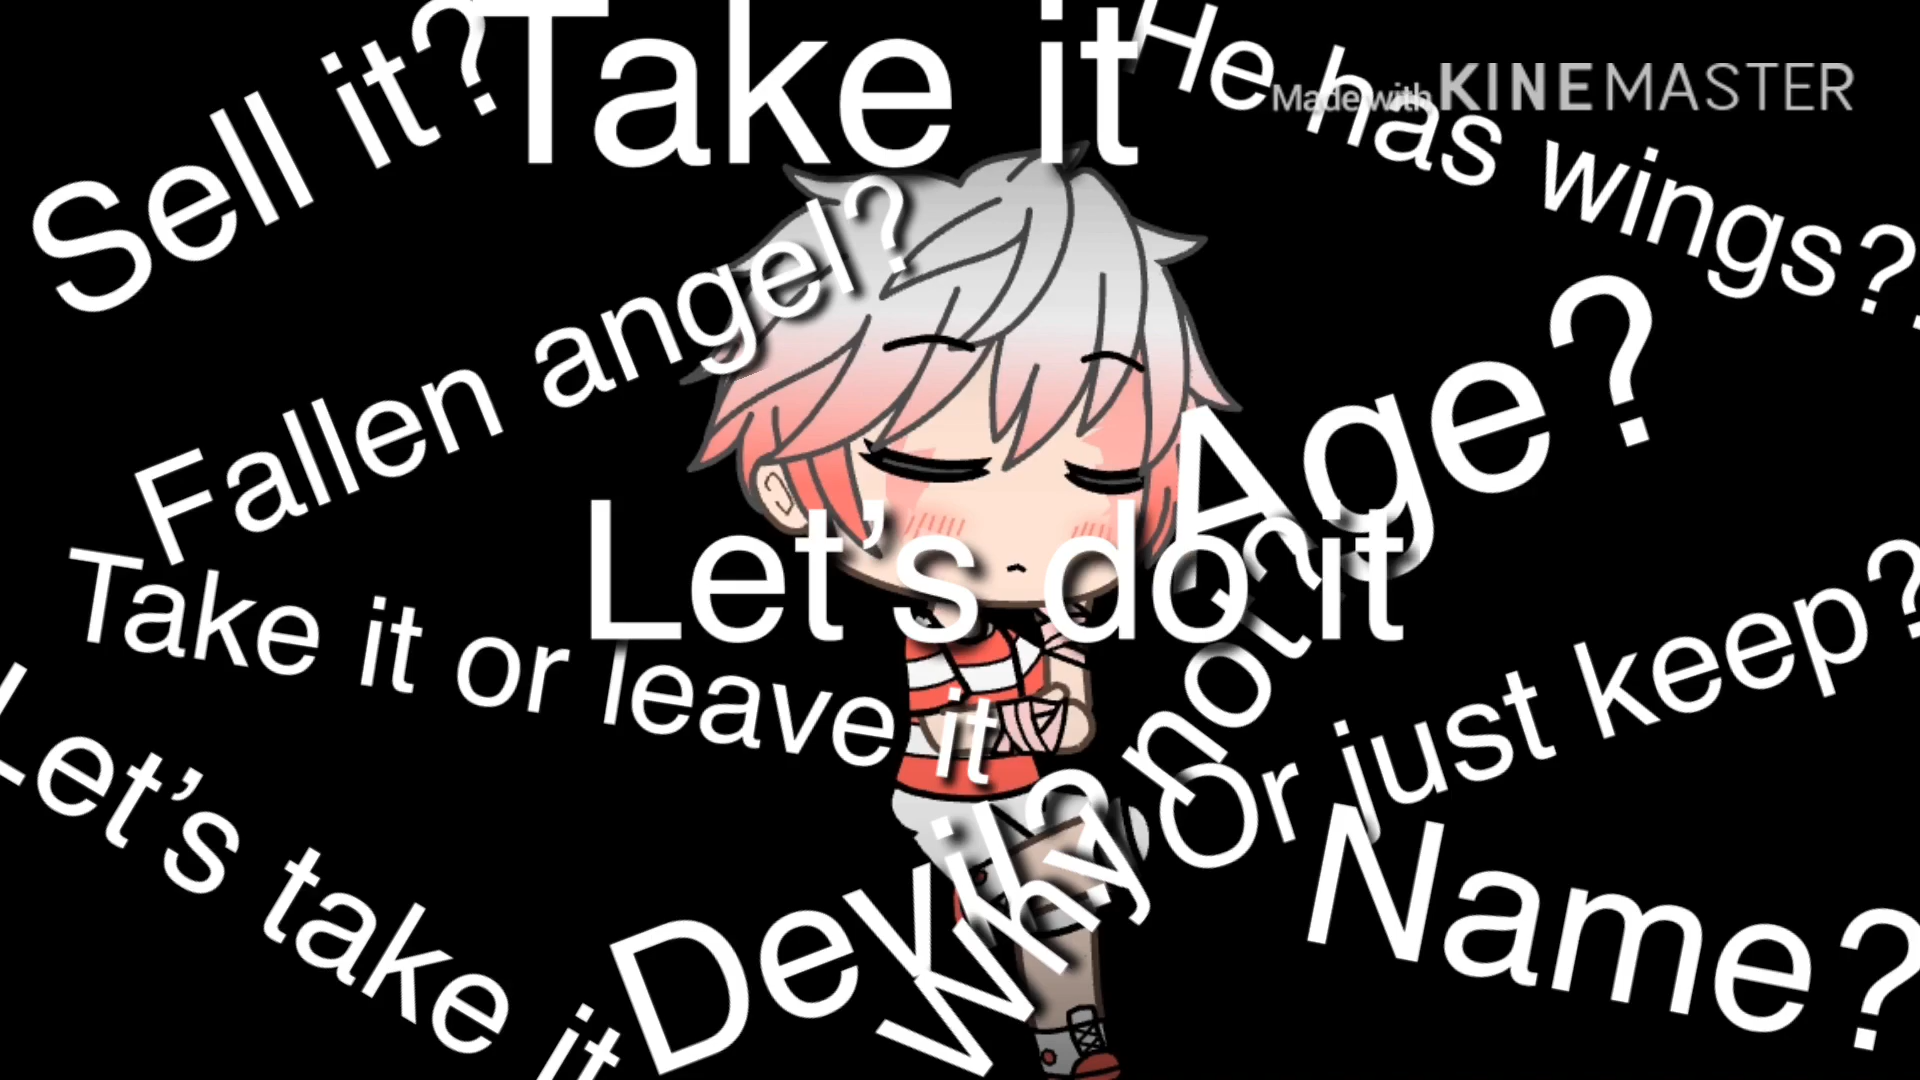 Sell it?
Take it
He has wings?
Made with KINEMASTER
Fallen angel?
Age?
Let's do it
Take it or leave it
Why not?
Or just keep?
Let's take it
Devil?
Name?